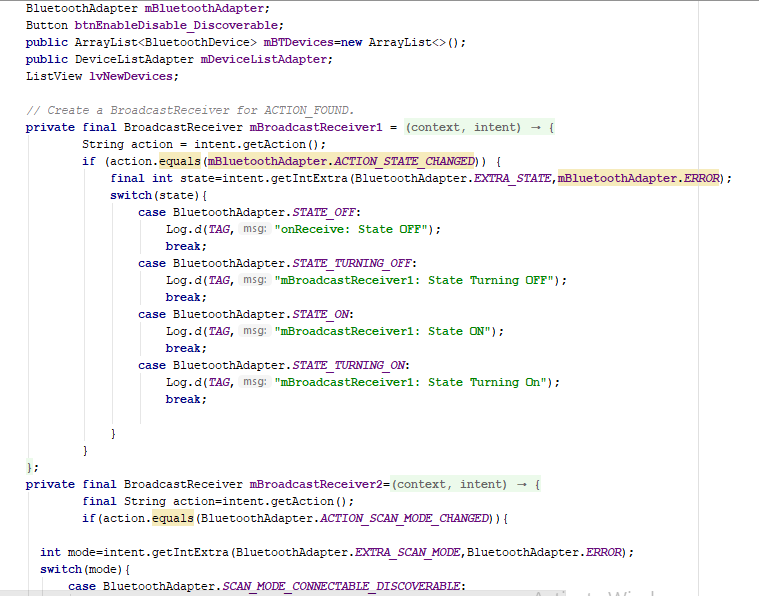 BluetoothAdapter mBluetoothAdapter;
Button btnEnableDisable_Discoverable;
public ArrayList<BluetoothDevice> mBTDevices=new ArrayList<>();
public DeviceListAdapter mDeviceListAdapter;
ListView lvNewDevices;
// Create a BroadcastReceiver for ACTION_FOUND.
private final BroadcastReceiver mBroadcastReceiver1 = (context, intent) → {
String action = intent.getAction();
if (action.equals(mBluetoothAdapter.ACTION_STATE_CHANGED)) {
final int state=intent.getIntExtra(BluetoothAdapter.EXTRA_STATE,mBluetoothAdapter.ERROR);
switch(state){
case BluetoothAdapter.STATE_OFF:
Log.d(TAG, msg: "onReceive: State OFF");
break;
case BluetoothAdapter.STATE_TURNING_OFF:
Log.d(TAG, msg: "mBroadcastReceiver1: State Turning OFF");
break;
case BluetoothAdapter.STATE_ON:
Log.d(TAG, msg: "mBroadcastReceiver1: State ON");
break;
case BluetoothAdapter.STATE_TURNING_ON:
Log.d(TAG, msg: "mBroadcastReceiver1: State Turning On");
break;
}
}
};
private final BroadcastReceiver mBroadcastReceiver2=(context, intent) → {
final String action=intent.getAction();
if(action.equals(BluetoothAdapter.ACTION_SCAN_MODE_CHANGED)){
int mode=intent.getIntExtra(BluetoothAdapter.EXTRA_SCAN_MODE,BluetoothAdapter.ERROR);
switch(mode){
case BluetoothAdapter.SCAN_MODE_CONNECTABLE_DISCOVERABLE: